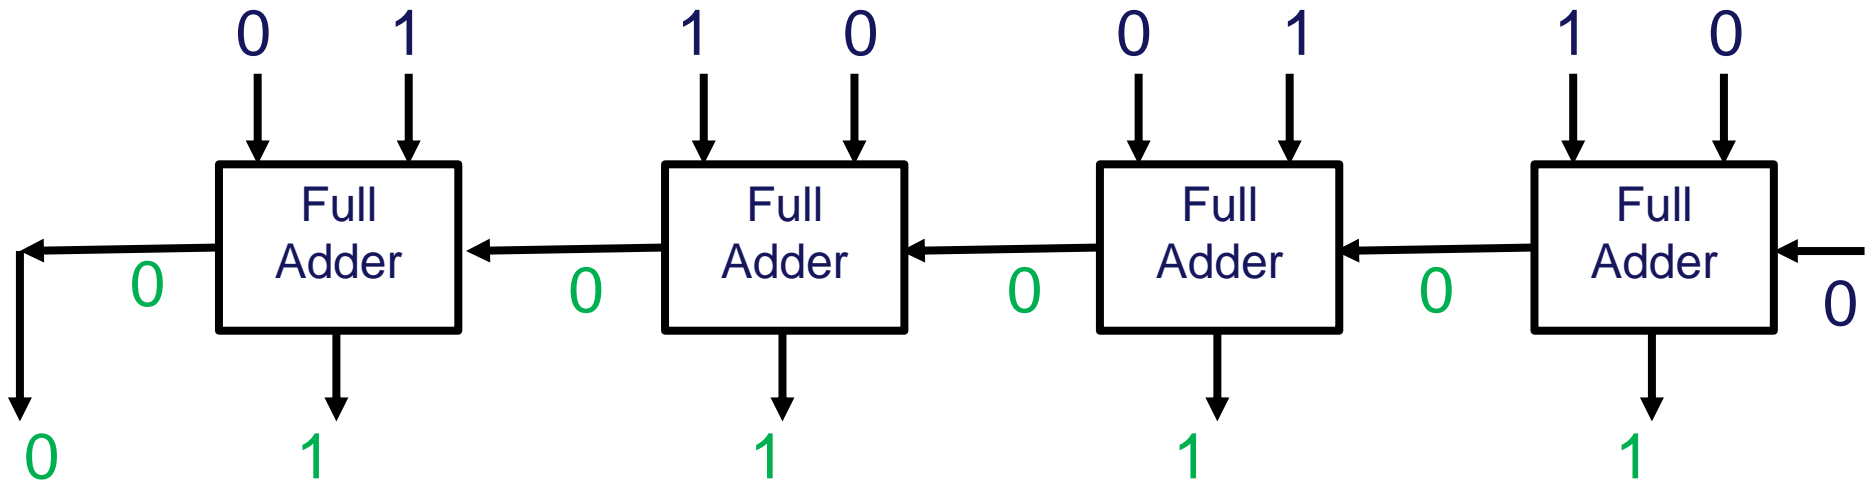 0 1 1 0 0 1 1 0
Full Full Full Full
Adder Adder Adder Adder
0 0 0 0 0
0 1 1 1 1